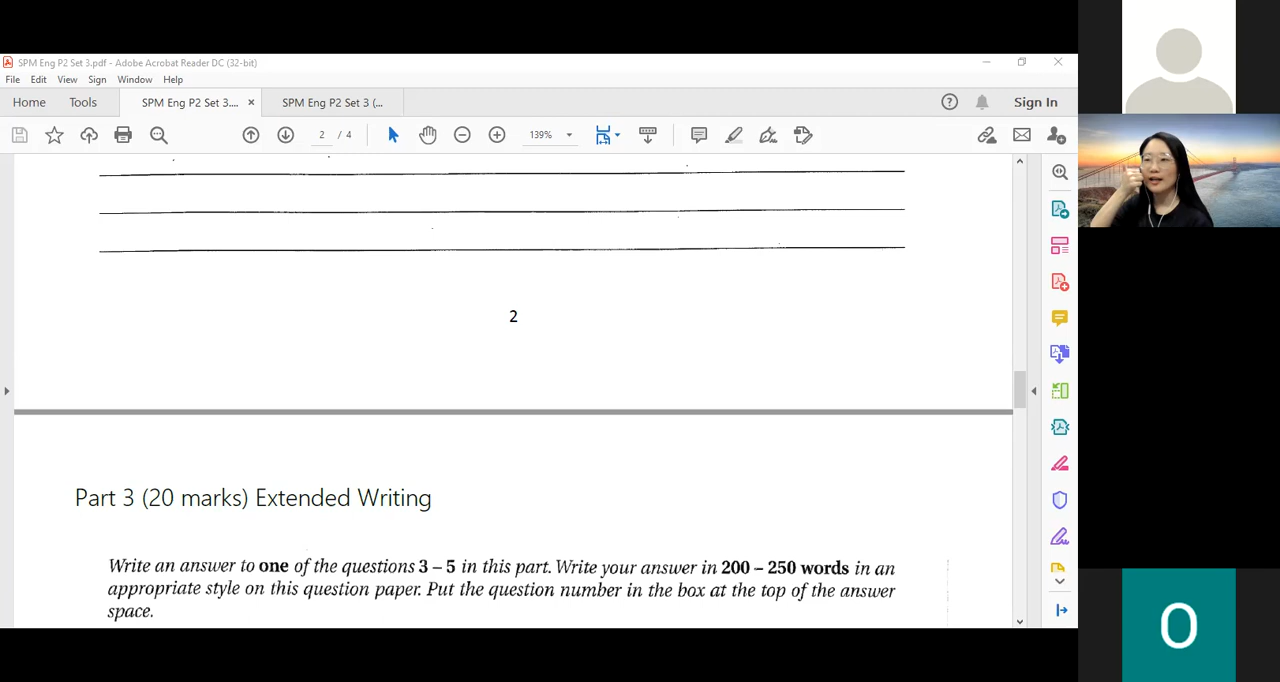 SPM Eng P2 Set 3.pdf - Adobe Acrobat Reader DC (32-bit)
File Edit View Sign Window Help
Home Tools SPM Eng P2 Set 3.... × SPM Eng P2 Set 3 (... Sign In
2 / 4 139%
2
Part 3 (20 marks) Extended Writing
Write an answer to one of the questions 3 – 5 in this part. Write your answer in 200 – 250 words in an
appropriate style on this question paper. Put the question number in the box at the top of the answer
space.
O